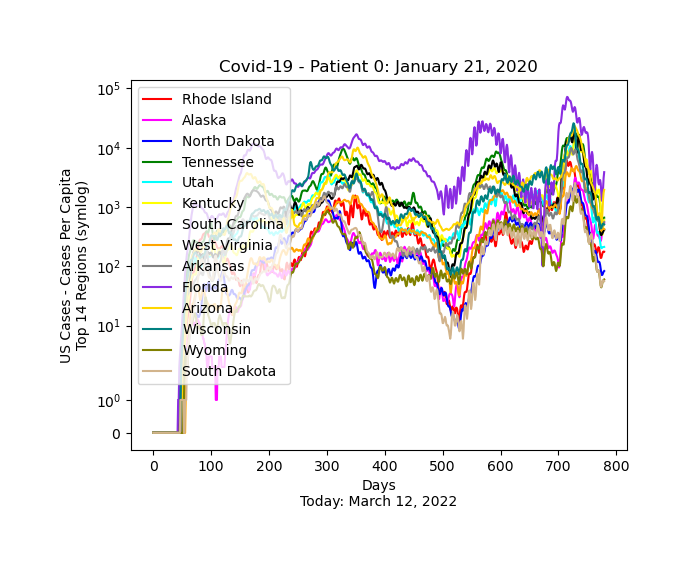 Covid-19 - Patient 0: January 21, 2020
US Cases - Cases Per Capita
Top 14 Regions (symlog)
10^5
10^4
10^3
10^2
10^1
10^0
0
Rhode Island
Alaska
North Dakota
Tennessee
Utah
Kentucky
South Carolina
West Virginia
Arkansas
Florida
Arizona
Wisconsin
Wyoming
South Dakota
0 100 200 300 400 500 600 700 800
Days
Today: March 12, 2022